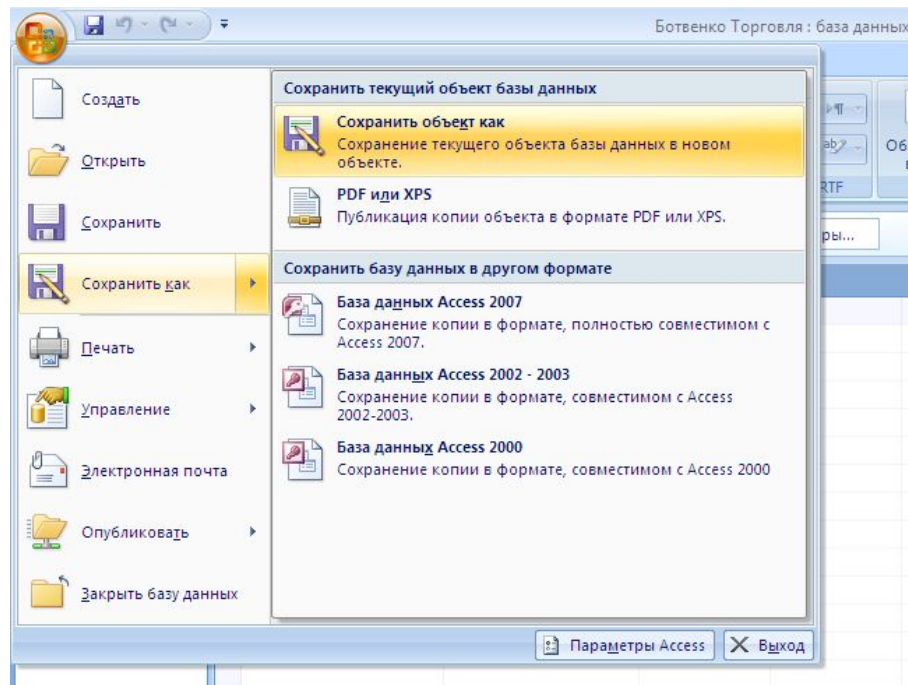 Ботвенко Торговля : база данных
Создать
Открыть
Сохранить
Сохранить как
Печать
Управление
Электронная почта
Опубликовать
Закрыть базу данных
Сохранить текущий объект базы данных
Сохранить объект как
Сохранение текущего объекта базы данных в новом
объекте.
PDF или XPS
Публикация копии объекта в формате PDF или XPS.
Сохранить базу данных в другом формате
База данных Access 2007
Сохранение копии в формате, полностью совместимом с
Access 2007.
База данных Access 2002 - 2003
Сохранение копии в формате, совместимом с Access
2002-2003.
База данных Access 2000
Сохранение копии в формате, совместимом с Access 2000
Параметры Access
Выход
ab
Об
RTF
ры...